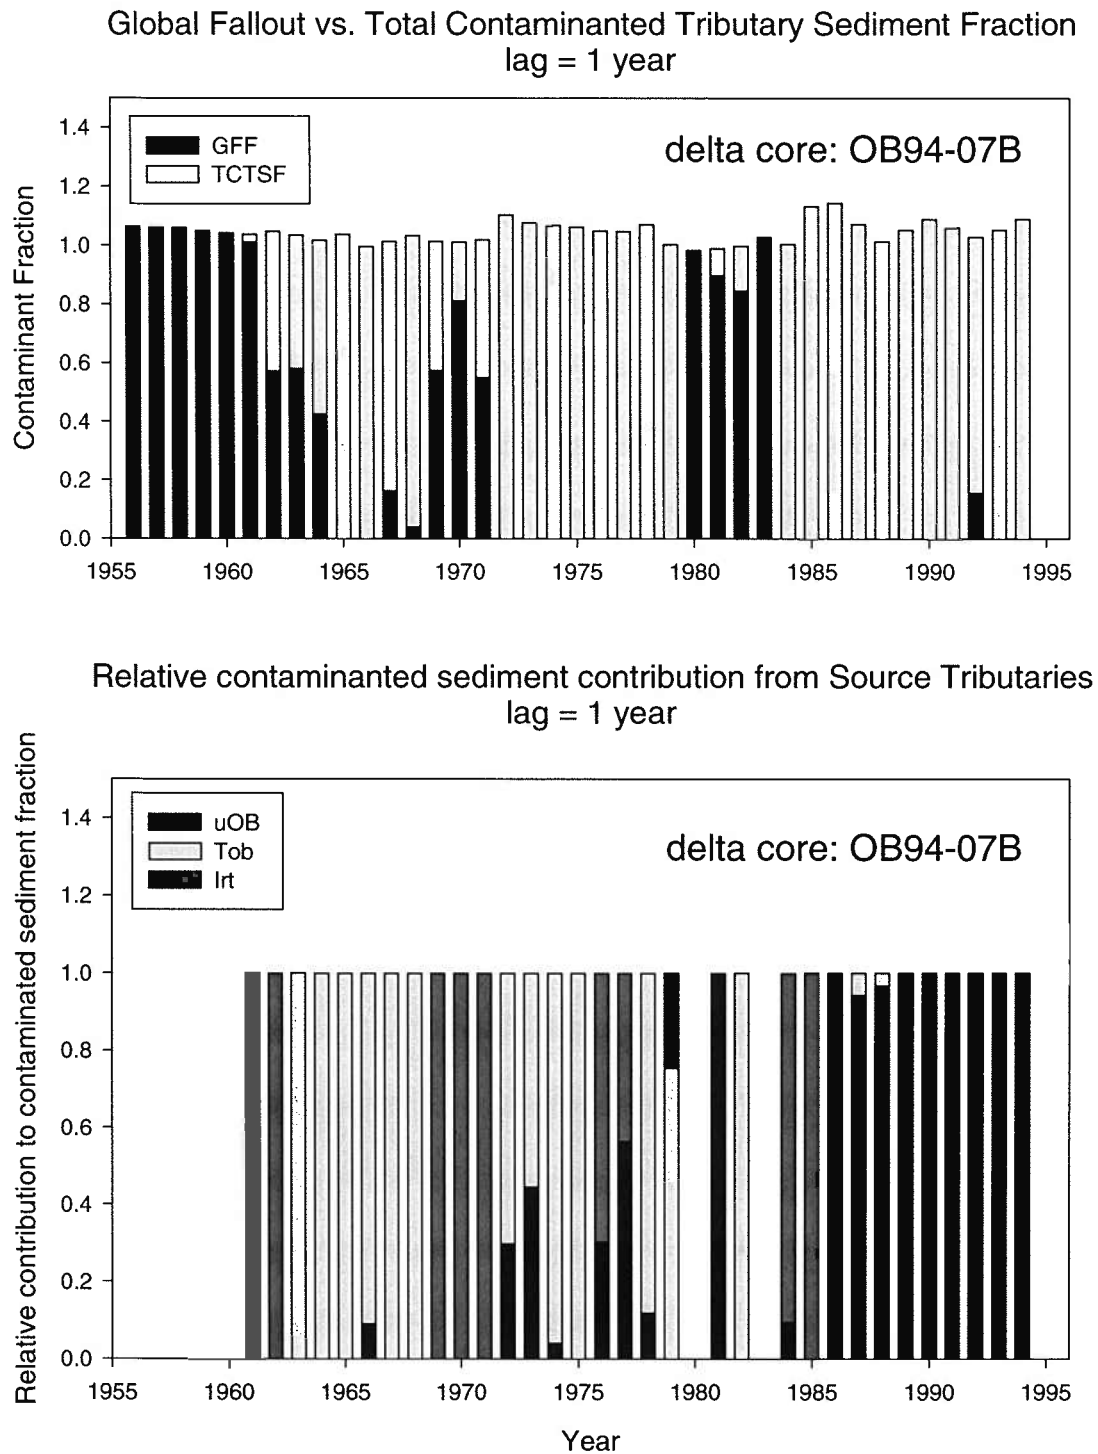 Global Fallout vs. Total Contaminanted Tributary Sediment Fraction
lag = 1 year
GFF
TCTSF
delta core: OB94-07B
Contaminant Fraction
1.4
1.2
1.0
0.8
0.6
0.4
0.2
0.0
1955 1960 1965 1970 1975 1980 1985 1990 1995
Relative contaminanted sediment contribution from Source Tributaries
lag = 1 year
uOB
Tob
Irt
delta core: OB94-07B
Relative contribution to contaminated sediment fraction
1.4
1.2
1.0
0.8
0.6
0.4
0.2
0.0
1955 1960 1965 1970 1975 1980 1985 1990 1995
Year